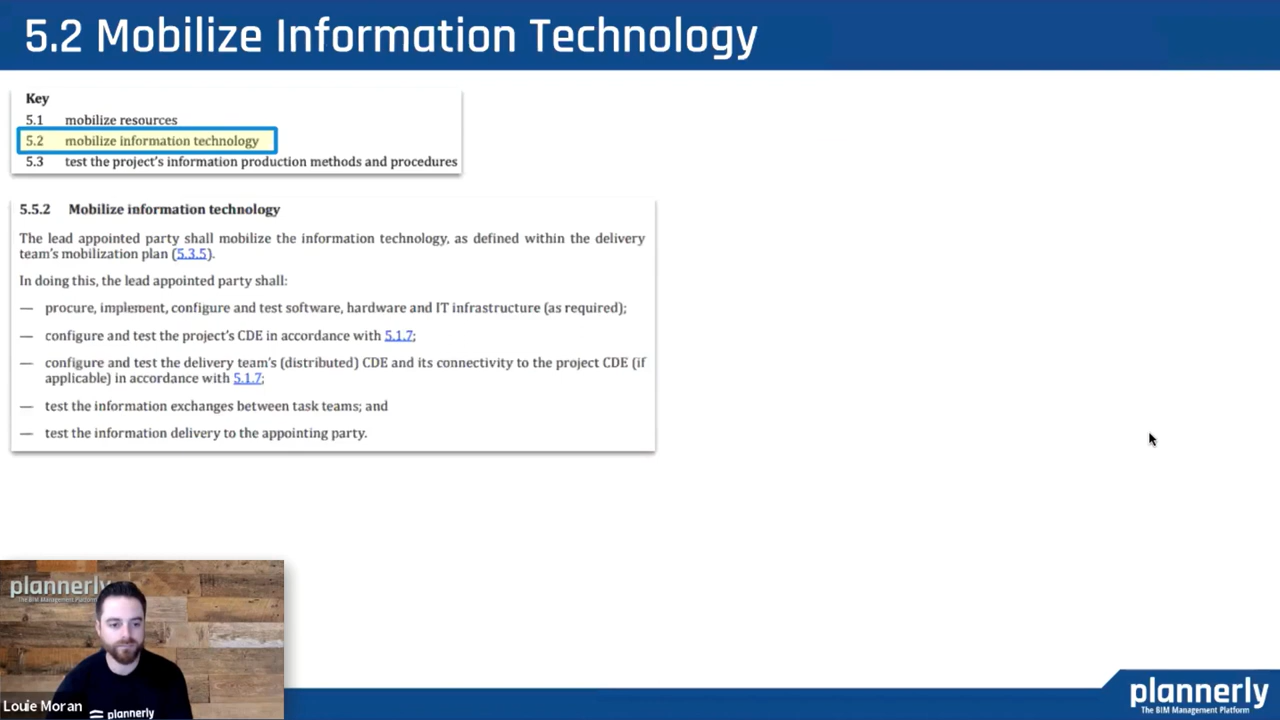 5.2 Mobilize Information Technology
Key
5.1 mobilize resources
5.2 mobilize information technology
5.3 test the project's information production methods and procedures
5.5.2 Mobilize information technology
The lead appointed party shall mobilize the information technology, as defined within the delivery
team's mobilization plan (5.3.5).
In doing this, the lead appointed party shall:
— procure, implement, configure and test software, hardware and IT infrastructure (as required);
— configure and test the project's CDE in accordance with 5.1.7;
— configure and test the delivery team's (distributed) CDE and its connectivity to the project CDE (if
applicable) in accordance with 5.1.7;
— test the information exchanges between task teams; and
— test the information delivery to the appointing party.
plannerly
The BIM Management Platform
Louie Moran
plannerly
plannerly
The BIM Management Platform